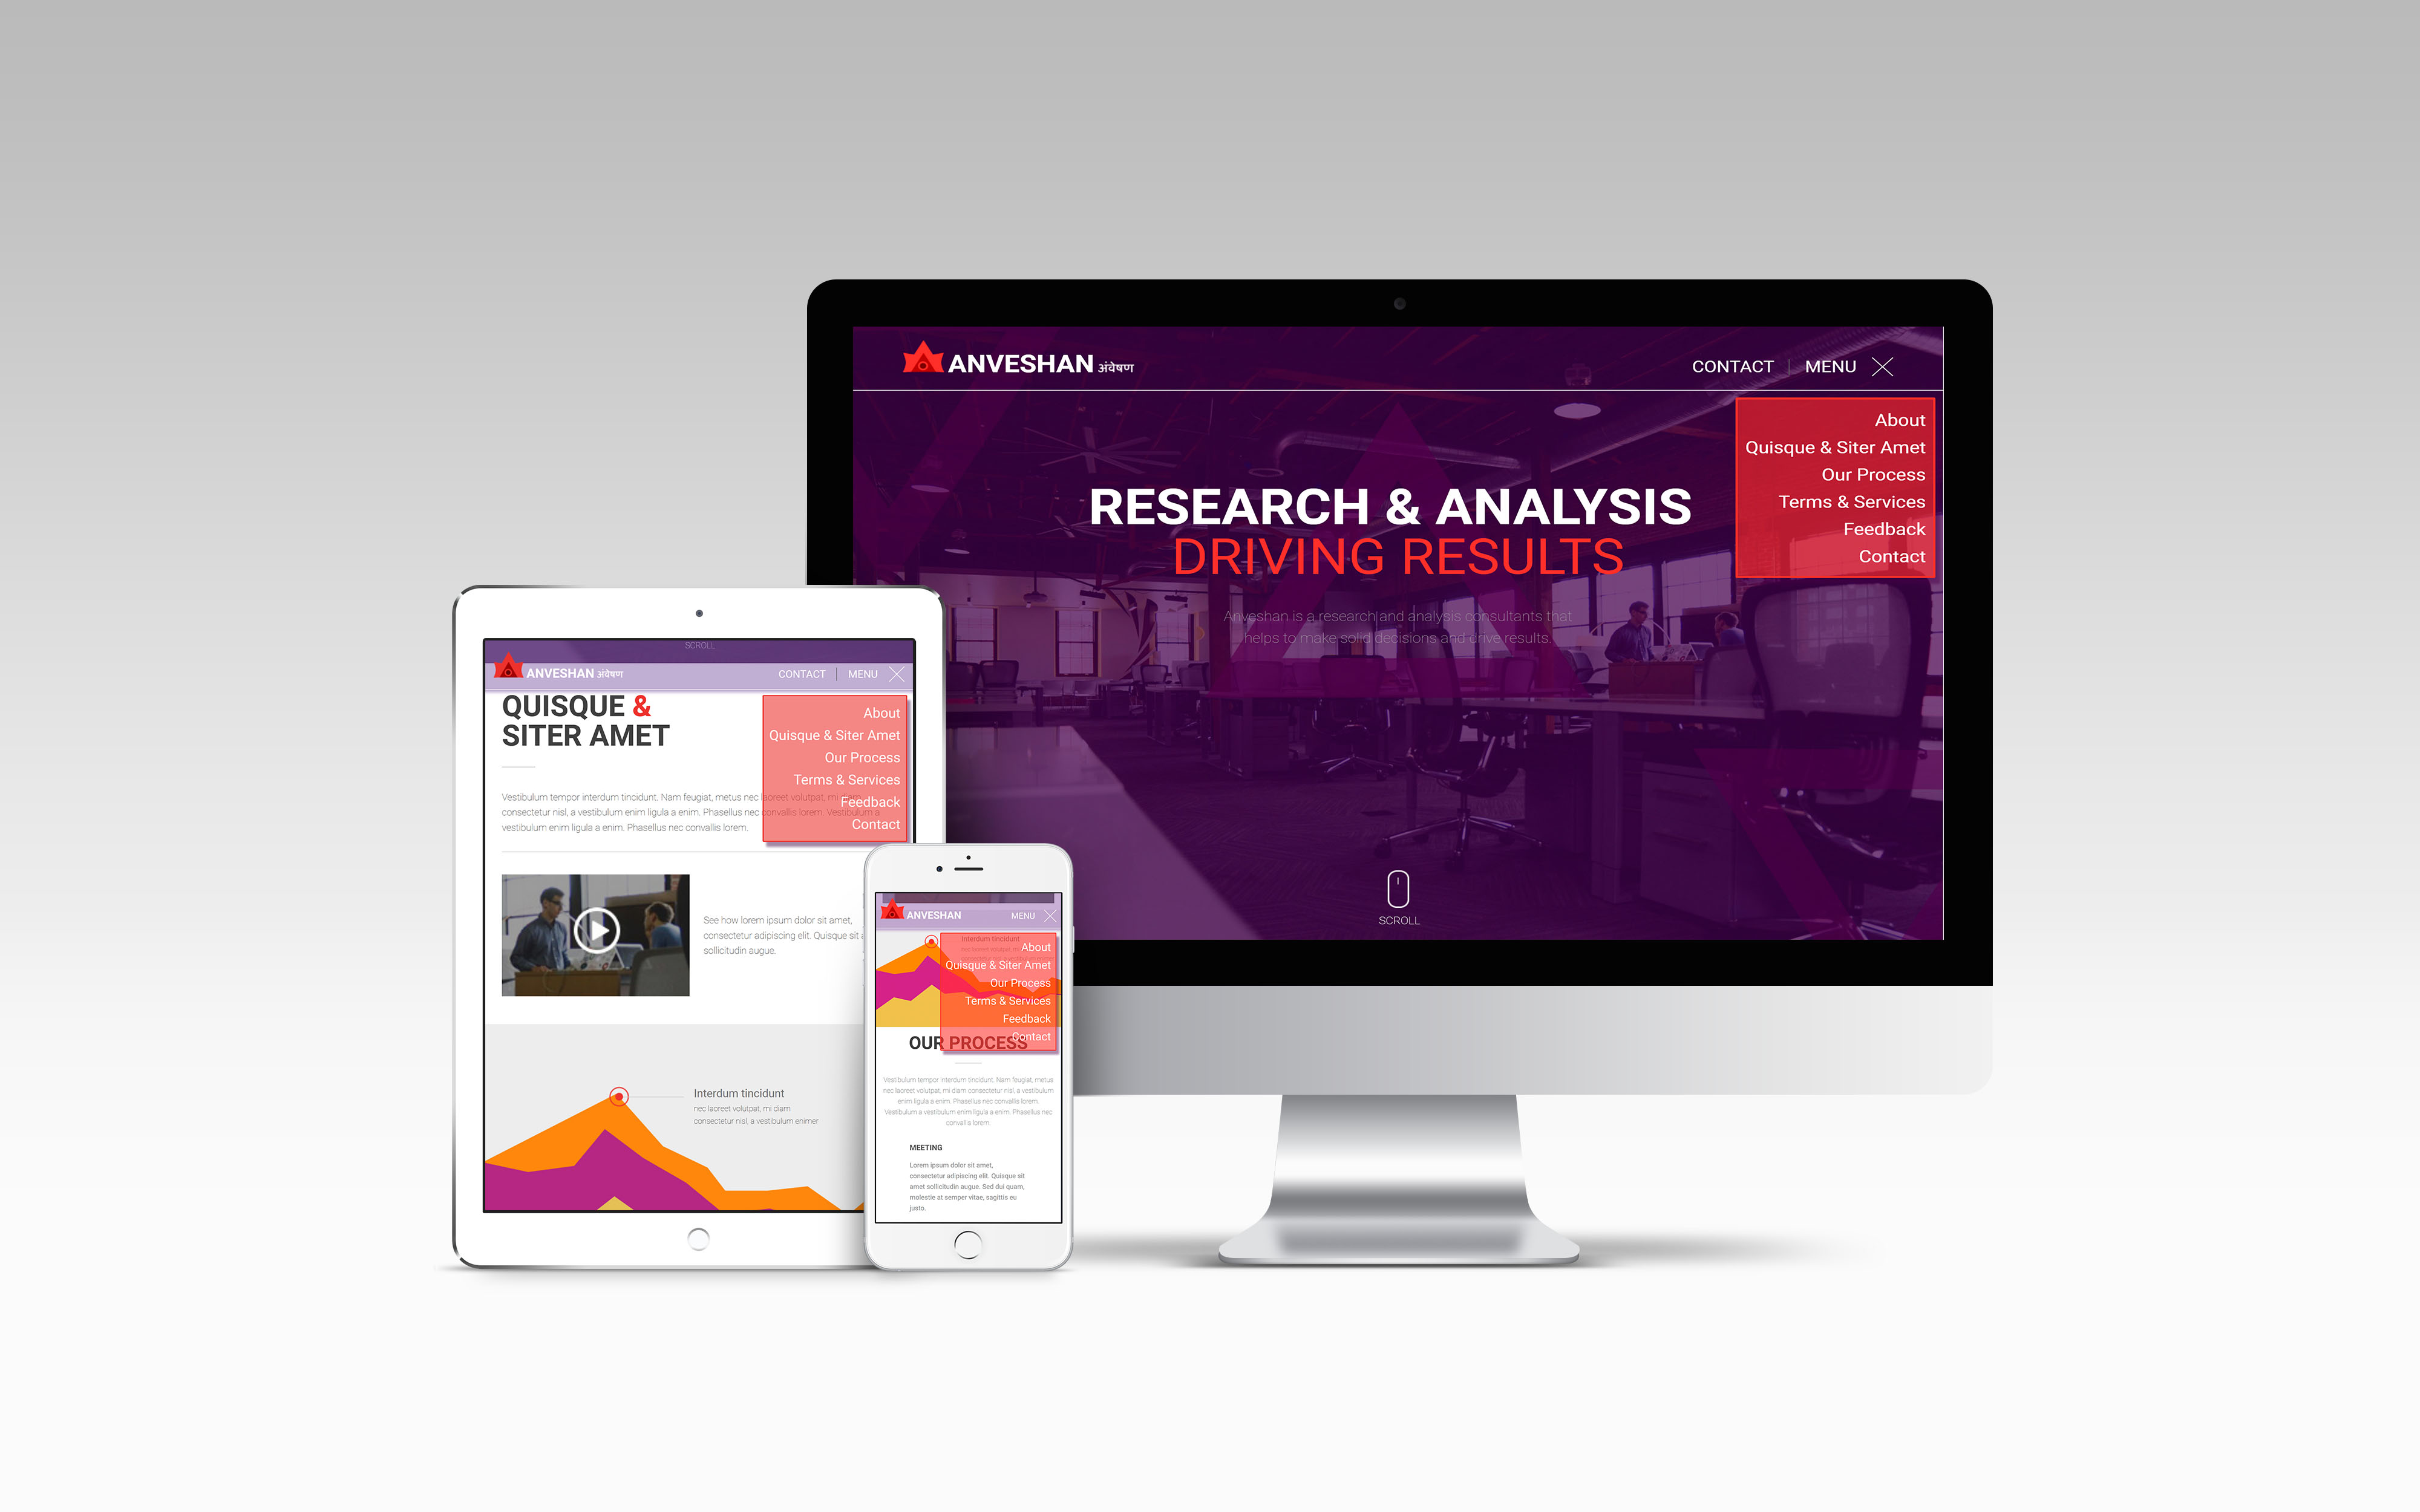 ANVESHAN अंवेषण
CONTACT | MENU
About
Quisque & Siter Amet
Our Process
Terms & Services
Feedback
Contact
RESEARCH & ANALYSIS
DRIVING RESULTS
Anveshan is a research and analysis consultants that
helps to make solid decisions and drive results.
SCROLL
SCROLL
ANVESHAN अंवेषण
CONTACT | MENU
About
Quisque & Siter Amet
Our Process
Terms & Services
Feedback
Contact
QUISQUE &
SITER AMET
Vestibulum tempor interdum tincidunt. Nam feugiat, metus nec laoreet volutpat, mi diam
consectetur nisl, a vestibulum enim ligula a enim. Phasellus nec convallis lorem. Vestibulum a
vestibulum enim ligula a enim. Phasellus nec convallis lorem.
See how lorem ipsum dolor sit amet,
consectetur adipiscing elit. Quisque sit
sollicitudin augue.
Interdum tincidunt
nec laoreet volutpat, mi diam
consectetur nisl, a vestibulum enimer
ANVESHAN
MENU
Interdum tincidunt
About
Quisque & Siter Amet
Our Process
Terms & Services
Feedback
Contact
OUR PROCESS
Vestibulum tempor interdum tincidunt. Nam feugiat, metus
nec laoreet volutpat, mi diam consectetur nisl, a vestibulum
enim ligula a enim. Phasellus nec convallis lorem.
Vestibulum a vestibulum enim ligula a enim. Phasellus nec
convallis lorem.
MEETING
Lorem ipsum dolor sit amet,
consectetur adipiscing elit. Quisque sit
amet sollicitudin augue. Sed dui quam,
molestie at semper vitae, sagittis eu
justo.